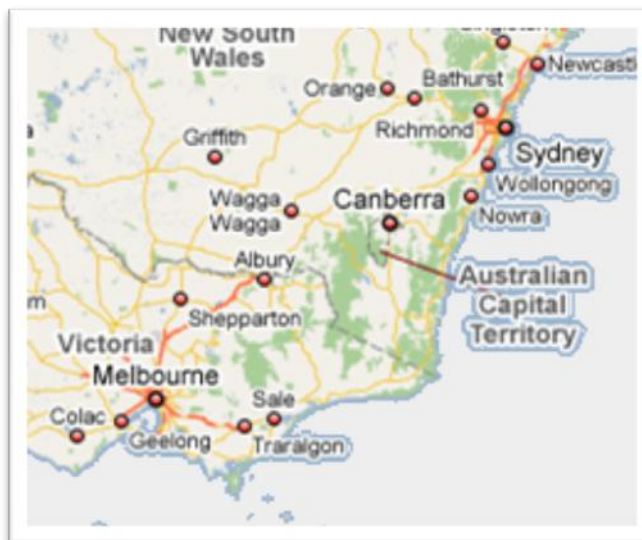 New South
Wales
Singleton
Newcastl
Orange
Bathurst
Richmond
Griffith
Sydney
Wollongong
Wagga
Wagga
Canberra
Nowra
Albury
Australian
Capital
Territory
Shepparton
Victoria
Melbourne
Sale
Colac
Geelong
Traralgon